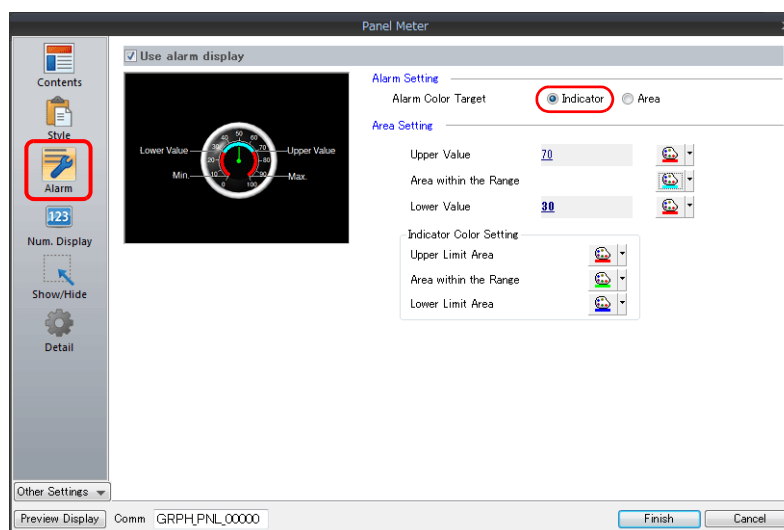 Panel Meter
Contents
Style
Alarm
123
Num. Display
Show/Hide
Detail
Other Settings
Use alarm display
Lower Value
Upper Value
Min.
Max.
0
10
20
30
40
50
60
70
80
90
100
Alarm Setting
Alarm Color Target Indicator Area
Area Setting
Upper Value 70
Area within the Range
Lower Value 30
Indicator Color Setting
Upper Limit Area
Area within the Range
Lower Limit Area
Preview Display Comm GRPH_PNL_00000 Finish Cancel